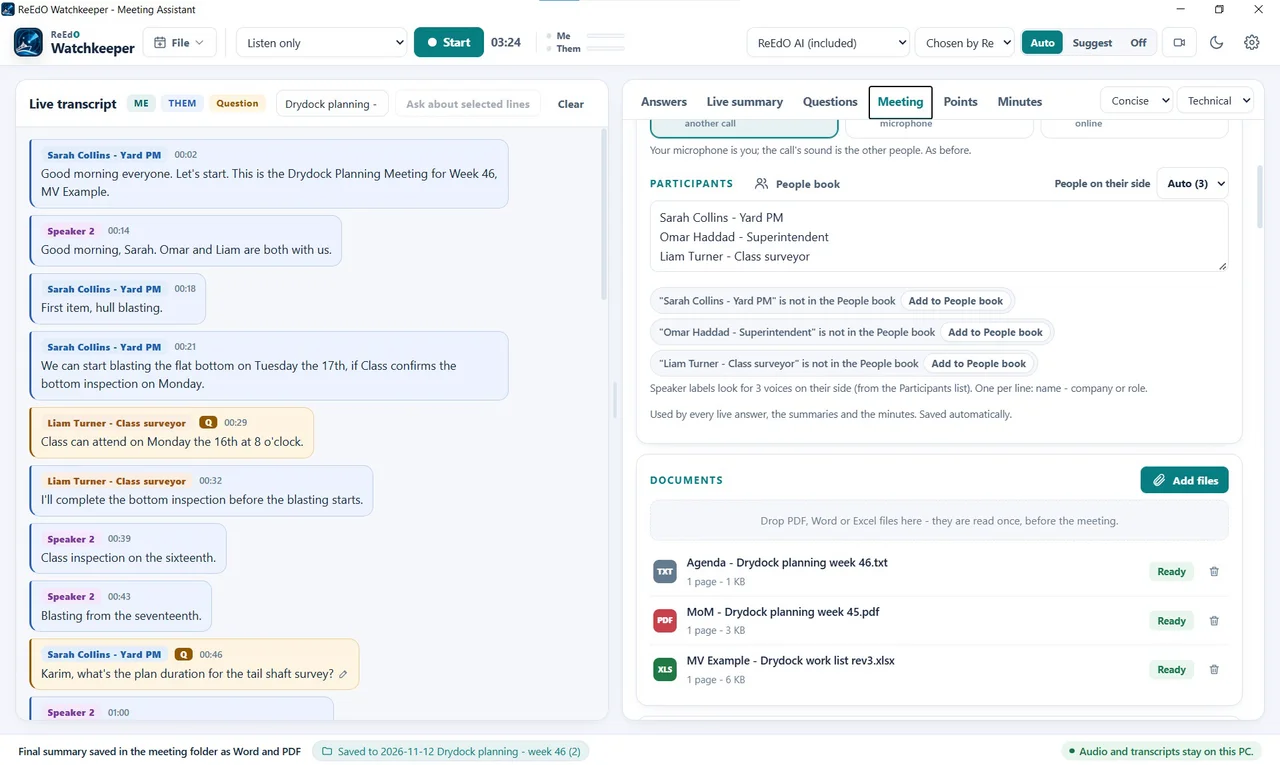 ReEdO Watchkeeper - Meeting Assistant
ReEdO
Watchkeeper
File
Listen only
Start
03:24
Me
Them
ReEdO AI (included)
Chosen by Re
Auto
Suggest
Off
Live transcript
ME
THEM
Question
Drydock planning -
Ask about selected lines
Clear
Sarah Collins - Yard PM 00:02
Good morning everyone. Let's start. This is the Drydock Planning Meeting for Week 46,
MV Example.
Speaker 2 00:14
Good morning, Sarah. Omar and Liam are both with us.
Sarah Collins - Yard PM 00:18
First item, hull blasting.
Sarah Collins - Yard PM 00:21
We can start blasting the flat bottom on Tuesday the 17th, if Class confirms the
bottom inspection on Monday.
Liam Turner - Class surveyor Q 00:29
Class can attend on Monday the 16th at 8 o'clock.
Liam Turner - Class surveyor 00:32
I'll complete the bottom inspection before the blasting starts.
Speaker 2 00:39
Class inspection on the sixteenth.
Speaker 2 00:43
Blasting from the seventeenth.
Sarah Collins - Yard PM Q 00:46
Karim, what's the plan duration for the tail shaft survey?
Speaker 2 01:00
Answers
Live summary
Questions
Meeting
Points
Minutes
Concise
Technical
another call
microphone
online
Your microphone is you; the call's sound is the other people. As before.
PARTICIPANTS
People book
People on their side
Auto (3)
Sarah Collins - Yard PM
Omar Haddad - Superintendent
Liam Turner - Class surveyor
"Sarah Collins - Yard PM" is not in the People book Add to People book
"Omar Haddad - Superintendent" is not in the People book Add to People book
"Liam Turner - Class surveyor" is not in the People book Add to People book
Speaker labels look for 3 voices on their side (from the Participants list). One per line: name - company or role.
Used by every live answer, the summaries and the minutes. Saved automatically.
DOCUMENTS
Add files
Drop PDF, Word or Excel files here - they are read once, before the meeting.
TXT
Agenda - Drydock planning week 46.txt
1 page - 1 KB
Ready
PDF
MoM - Drydock planning week 45.pdf
1 page - 3 KB
Ready
XLS
MV Example - Drydock work list rev3.xlsx
1 page - 6 KB
Ready
Final summary saved in the meeting folder as Word and PDF
Saved to 2026-11-12 Drydock planning - week 46 (2)
Audio and transcripts stay on this PC.